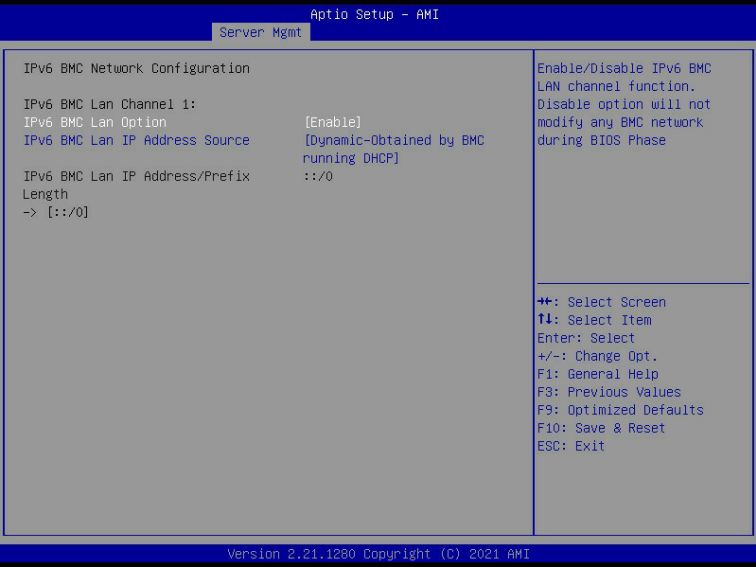 Aptio Setup – AMI
Server Mgmt
IPv6 BMC Network Configuration
IPv6 BMC Lan Channel 1:
IPv6 BMC Lan Option [Enable]
IPv6 BMC Lan IP Address Source [Dynamic-Obtained by BMC
running DHCP]
IPv6 BMC Lan IP Address/Prefix ::/0
Length
-> [::/0]
Enable/Disable IPv6 BMC
LAN channel function.
Disable option will not
modify any BMC network
during BIOS Phase
→←: Select Screen
↑↓: Select Item
Enter: Select
+/-: Change Opt.
F1: General Help
F3: Previous Values
F9: Optimized Defaults
F10: Save & Reset
ESC: Exit
Version 2.21.1280 Copyright (C) 2021 AMI